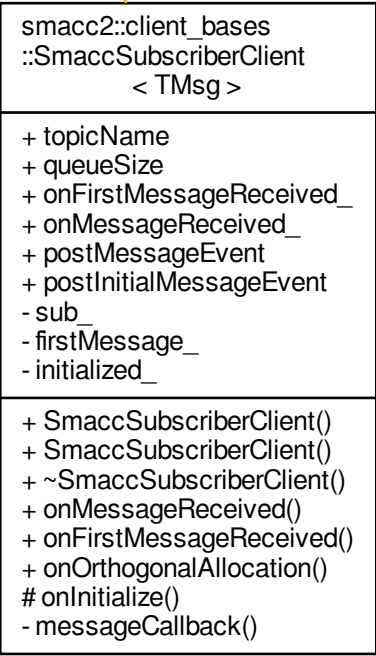 smacc2::client_bases
::SmaccSubscriberClient
< TMsg >
+ topicName
+ queueSize
+ onFirstMessageReceived_
+ onMessageReceived_
+ postMessageEvent
+ postInitialMessageEvent
- sub_
- firstMessage_
- initialized_
+ SmaccSubscriberClient()
+ SmaccSubscriberClient()
+ ~SmaccSubscriberClient()
+ onMessageReceived()
+ onFirstMessageReceived()
+ onOrthogonalAllocation()
# onInitialize()
- messageCallback()